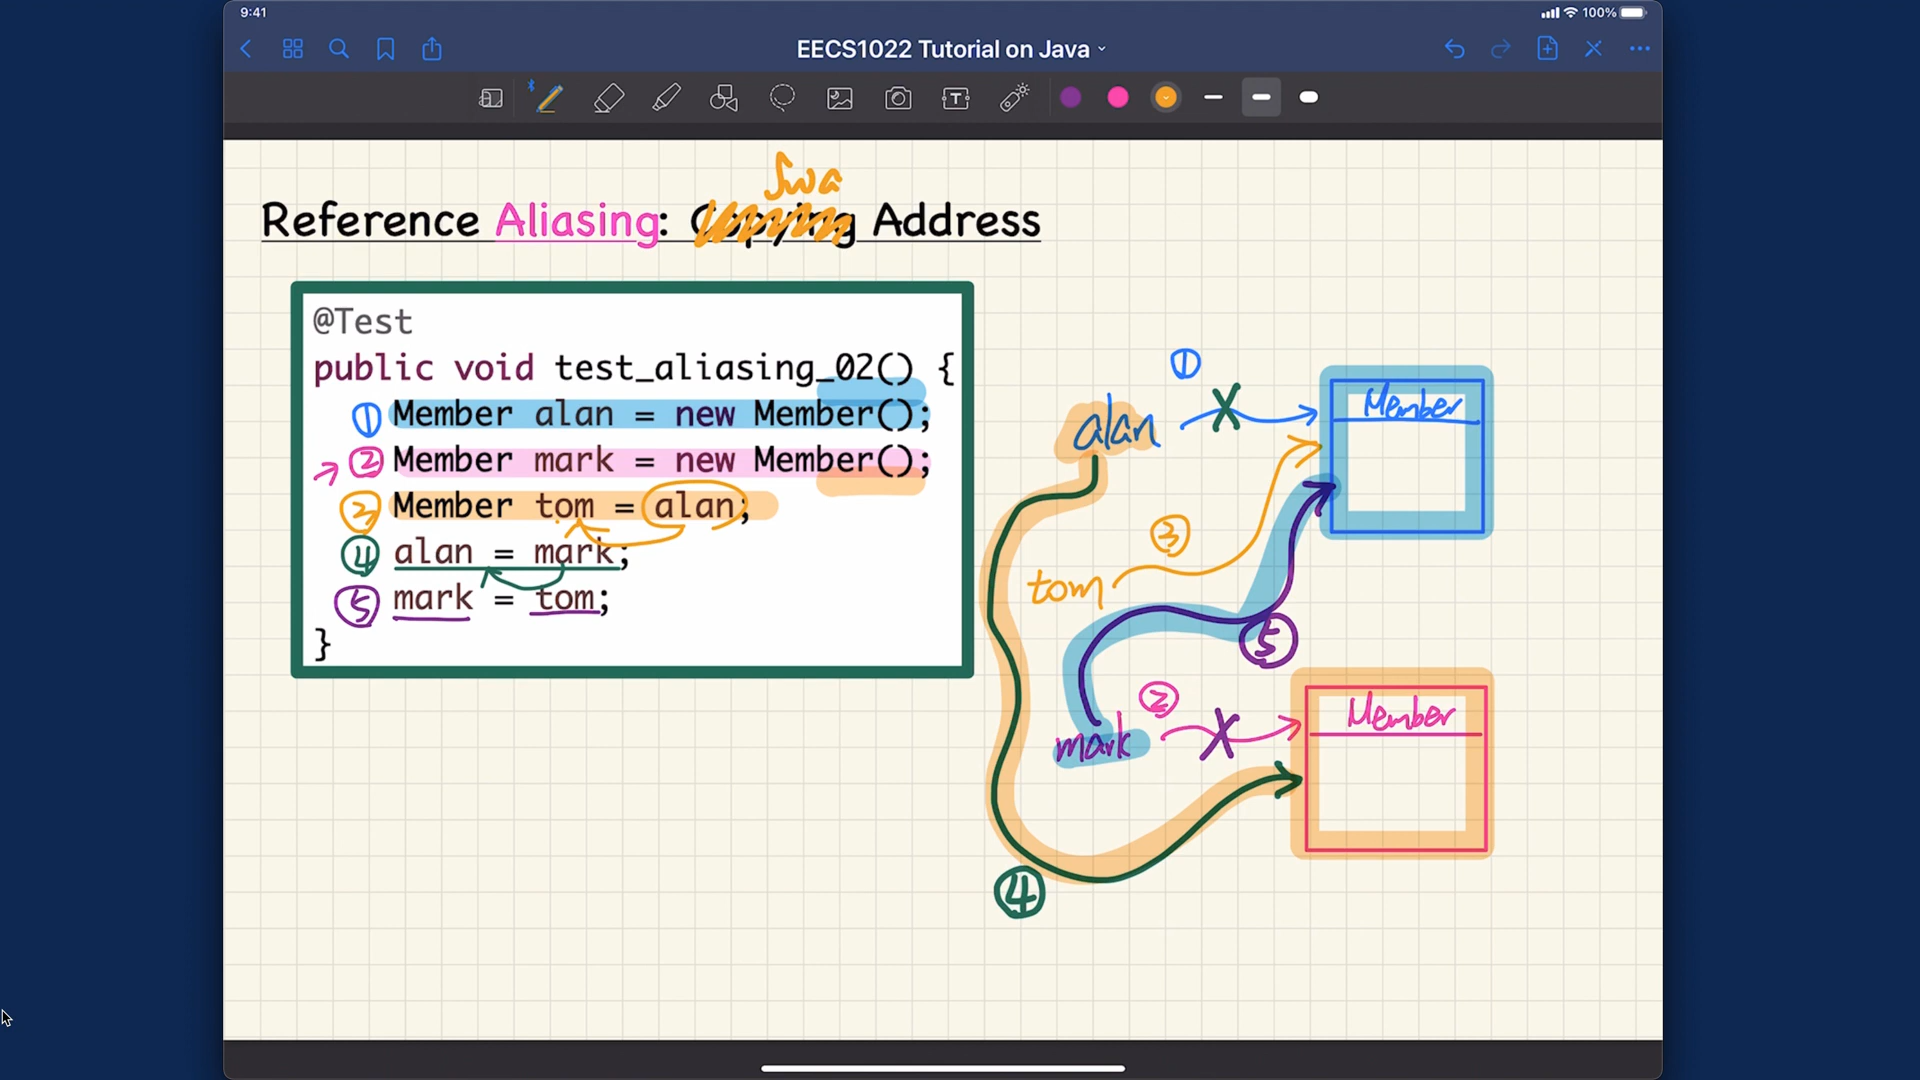 9:41
100%
EECS1022 Tutorial on Java
T
Swa
Reference Aliasing: Copying Address
@Test
public void test_aliasing_02() {
① Member alan = new Member();
② Member mark = new Member();
③ Member tom = alan;
④ alan = mark;
⑤ mark = tom;
}
①
alan
Member
③
tom
⑤
②
mark
Member
④